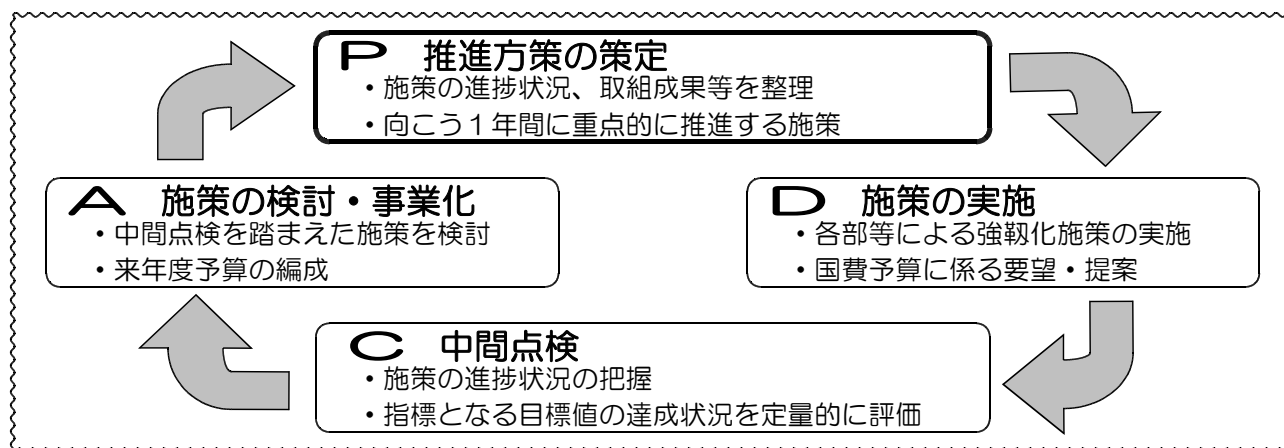 P 推進方策の策定
・施策の進捗状況、取組成果等を整理
・向こう１年間に重点的に推進する施策
A 施策の検討・事業化
・中間点検を踏まえた施策を検討
・来年度予算の編成
D 施策の実施
・各部等による強靱化施策の実施
・国費予算に係る要望・提案
C 中間点検
・施策の進捗状況の把握
・指標となる目標値の達成状況を定量的に評価